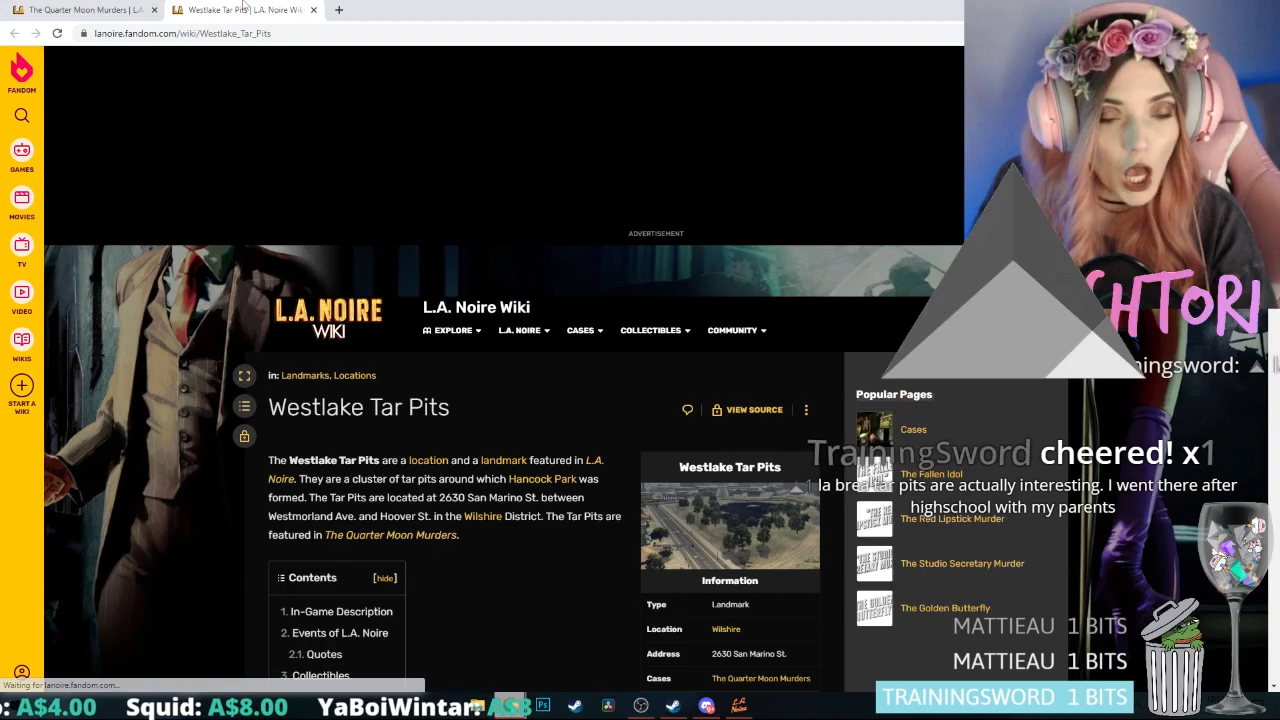 The Quarter Moon Murders | L.A.
Westlake Tar Pits | L.A. Noire Wiki
lanoire.fandom.com/wiki/Westlake_Tar_Pits
FANDOM
GAMES
MOVIES
TV
VIDEO
WIKIS
START A
WIKI
ADVERTISEMENT
L.A. NOIRE
WIKI
L.A. Noire Wiki
EXPLORE
L.A. NOIRE
CASES
COLLECTIBLES
COMMUNITY
in: Landmarks, Locations
Westlake Tar Pits
VIEW SOURCE
The Westlake Tar Pits are a location and a landmark featured in L.A.
Noire. They are a cluster of tar pits around which Hancock Park was
formed. The Tar Pits are located at 2630 San Marino St. between
Westmorland Ave. and Hoover St. in the Wilshire District. The Tar Pits are
featured in The Quarter Moon Murders.
Contents [hide]
1. In-Game Description
2. Events of L.A. Noire
2.1. Quotes
3. Collectibles
Westlake Tar Pits
Information
Type Landmark
Location Wilshire
Address 2630 San Marino St.
Cases The Quarter Moon Murders
Popular Pages
Cases
The Fallen Idol
The Red Lipstick Murder
The Studio Secretary Murder
The Golden Butterfly
HTORI
ningsword:
TrainingSword cheered! x1
1 la brea tar pits are actually interesting. I went there after
highschool with my parents
MATTIEAU 1 BITS
MATTIEAU 1 BITS
TRAININGSWORD 1 BITS
Waiting for lanoire.fandom.com...
: A$4.00 Squid: A$8.00 YaBoiWintar: A$8